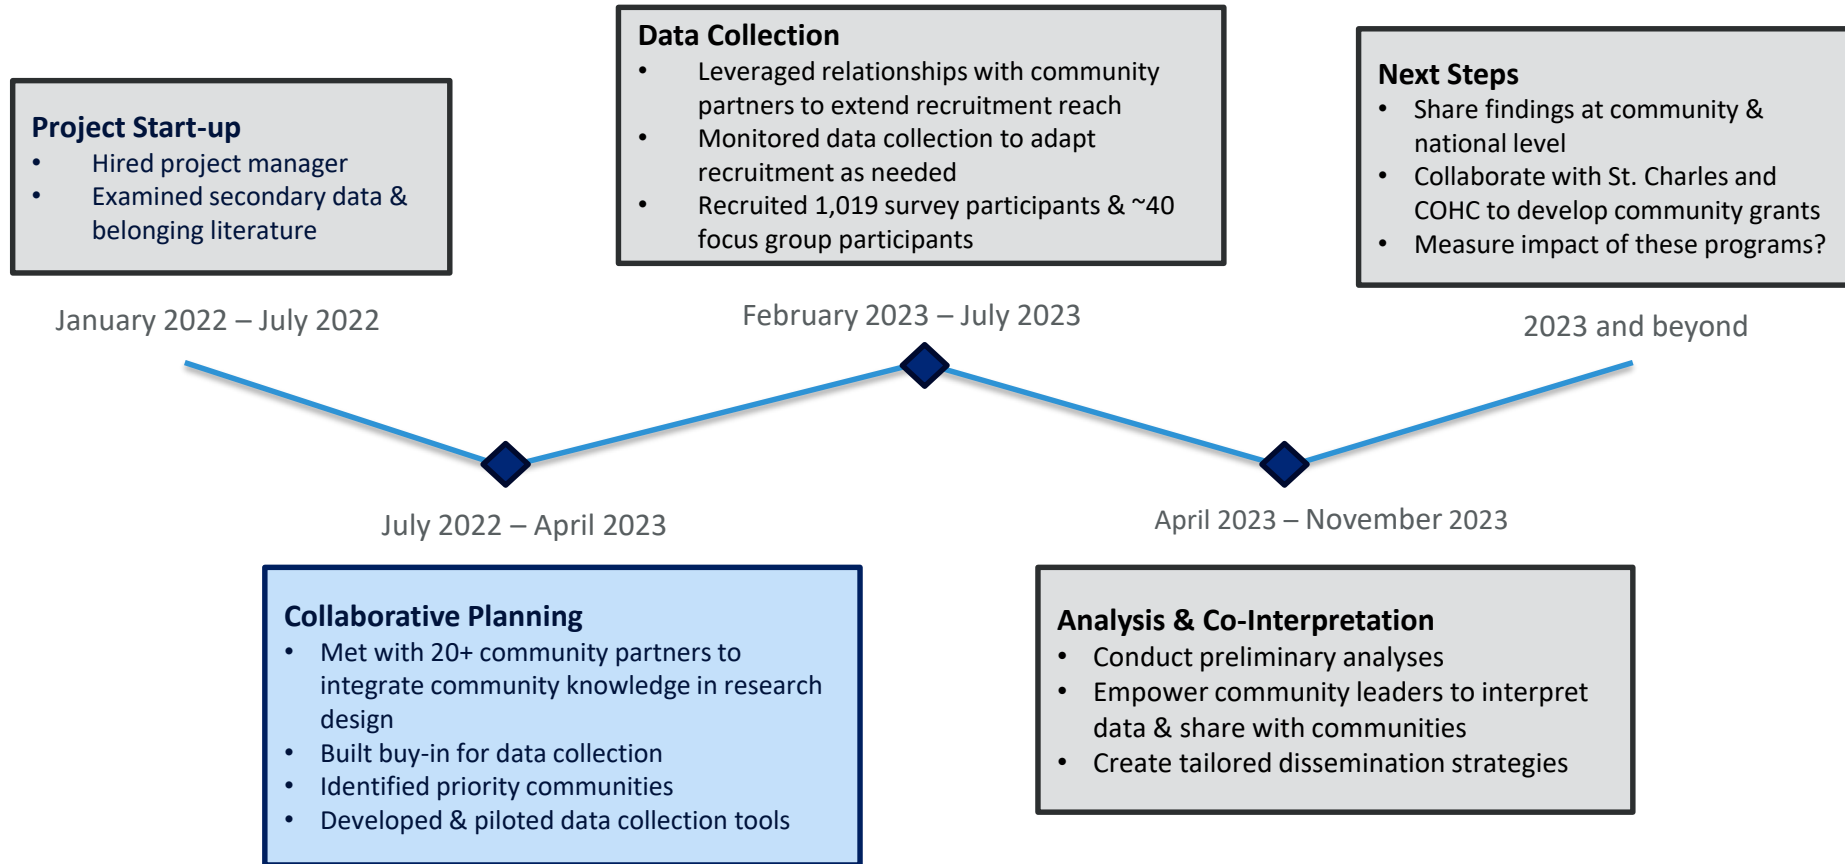 Project Start-up
• Hired project manager
• Examined secondary data &
belonging literature
January 2022 – July 2022
Data Collection
• Leveraged relationships with community
partners to extend recruitment reach
• Monitored data collection to adapt
recruitment as needed
• Recruited 1,019 survey participants & ~40
focus group participants
February 2023 – July 2023
Next Steps
• Share findings at community &
national level
• Collaborate with St. Charles and
COHC to develop community grants
• Measure impact of these programs?
2023 and beyond
July 2022 – April 2023
Collaborative Planning
• Met with 20+ community partners to
integrate community knowledge in research
design
• Built buy-in for data collection
• Identified priority communities
• Developed & piloted data collection tools
April 2023 – November 2023
Analysis & Co-Interpretation
• Conduct preliminary analyses
• Empower community leaders to interpret
data & share with communities
• Create tailored dissemination strategies